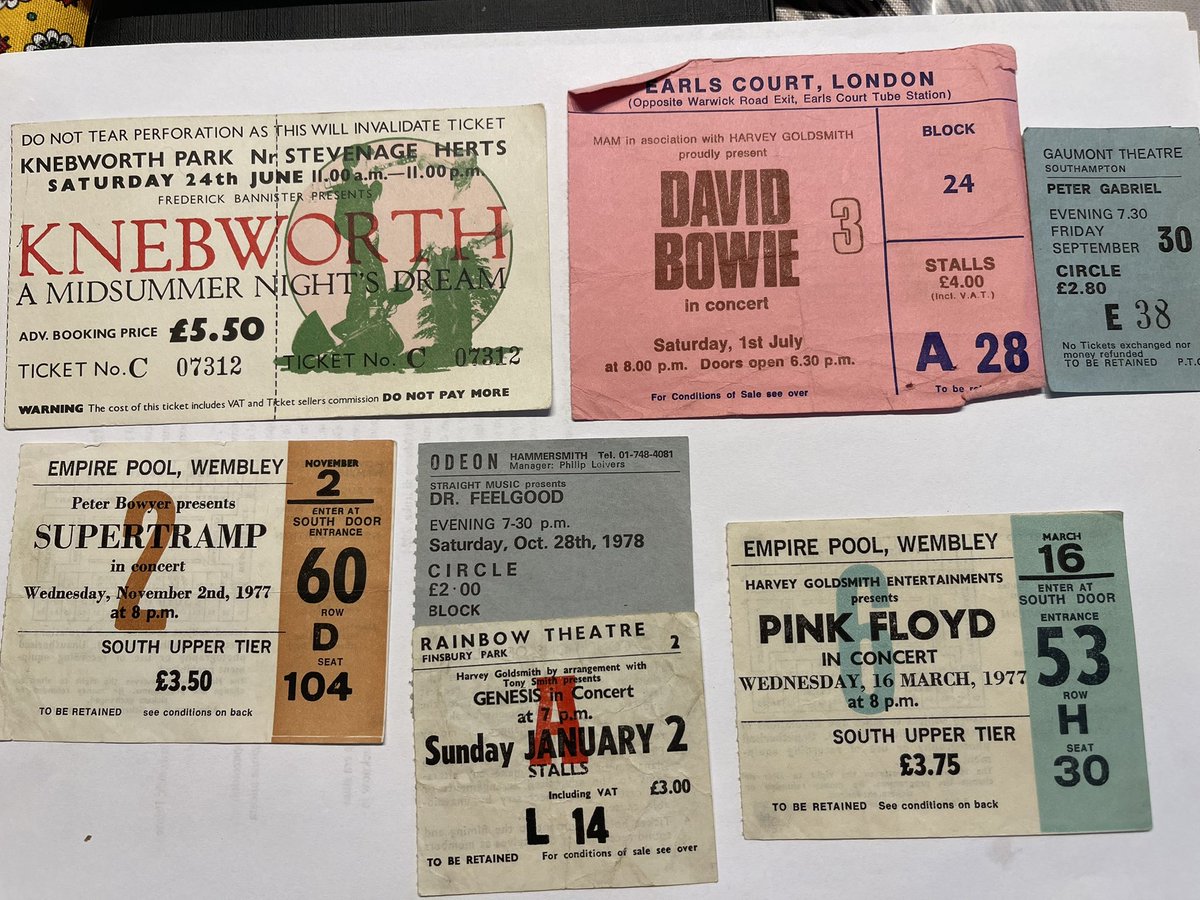 DO NOT TEAR PERFORATION AS THIS WILL INVALIDATE TICKET
KNEBWORTH PARK Nr STEVENAGE HERTS
SATURDAY 24th JUNE 11.00 a.m.—11.00 p.m.
FREDERICK BANNISTER PRESENTS
KNEBWORTH
A MIDSUMMER NIGHT'S DREAM
ADV. BOOKING PRICE £5.50
TICKET No. C 07312
TICKET No. C 07312
WARNING The cost of this ticket includes VAT and Ticket sellers commission DO NOT PAY MORE
EARLS COURT, LONDON
(Opposite Warwick Road Exit, Earls Court Tube Station)
MAM in asociation with HARVEY GOLDSMITH
proudly present
DAVID
BOWIE
3
in concert
Saturday, 1st July
at 8.00 p.m. Doors open 6.30 p.m.
For Conditions of Sale see over
BLOCK
24
STALLS
£4.00
(Incl. V.A.T.)
A 28
To be
GAUMONT THEATRE
SOUTHAMPTON
PETER GABRIEL
EVENING 7.30
FRIDAY
SEPTEMBER 30
CIRCLE
£2.80
E 38
No Tickets exchanged nor
money refunded
TO BE RETAINED P.T.O
EMPIRE POOL, WEMBLEY
Peter Bowyer presents
2
SUPERTRAMP
in concert
Wednesday, November 2nd, 1977
at 8 p.m.
SOUTH UPPER TIER
£3.50
TO BE RETAINED see conditions on back
NOVEMBER
2
ENTER AT
SOUTH DOOR
ENTRANCE
60
ROW
D
SEAT
104
ODEON HAMMERSMITH Tel. 01-748-4081
Manager: Philip Leivers
STRAIGHT MUSIC presents
DR. FEELGOOD
EVENING 7-30 p.m.
Saturday, Oct. 28th, 1978
CIRCLE
£2·00
BLOCK
RAINBOW THEATRE 2
FINSBURY PARK
Harvey Goldsmith by arrangement with
Tony Smith presents
GENESIS in Concert
at 7 p.m.
A
Sunday JANUARY 2
STALLS
Including VAT £3.00
L 14
TO BE RETAINED For conditions of sale see over
EMPIRE POOL, WEMBLEY
HARVEY GOLDSMITH ENTERTAINMENTS
presents
6
PINK FLOYD
IN CONCERT
WEDNESDAY, 16 MARCH, 1977
at 8 p.m.
SOUTH UPPER TIER
£3.75
TO BE RETAINED See conditions on back
MARCH
16
ENTER AT
SOUTH DOOR
ENTRANCE
53
ROW
H
SEAT
30